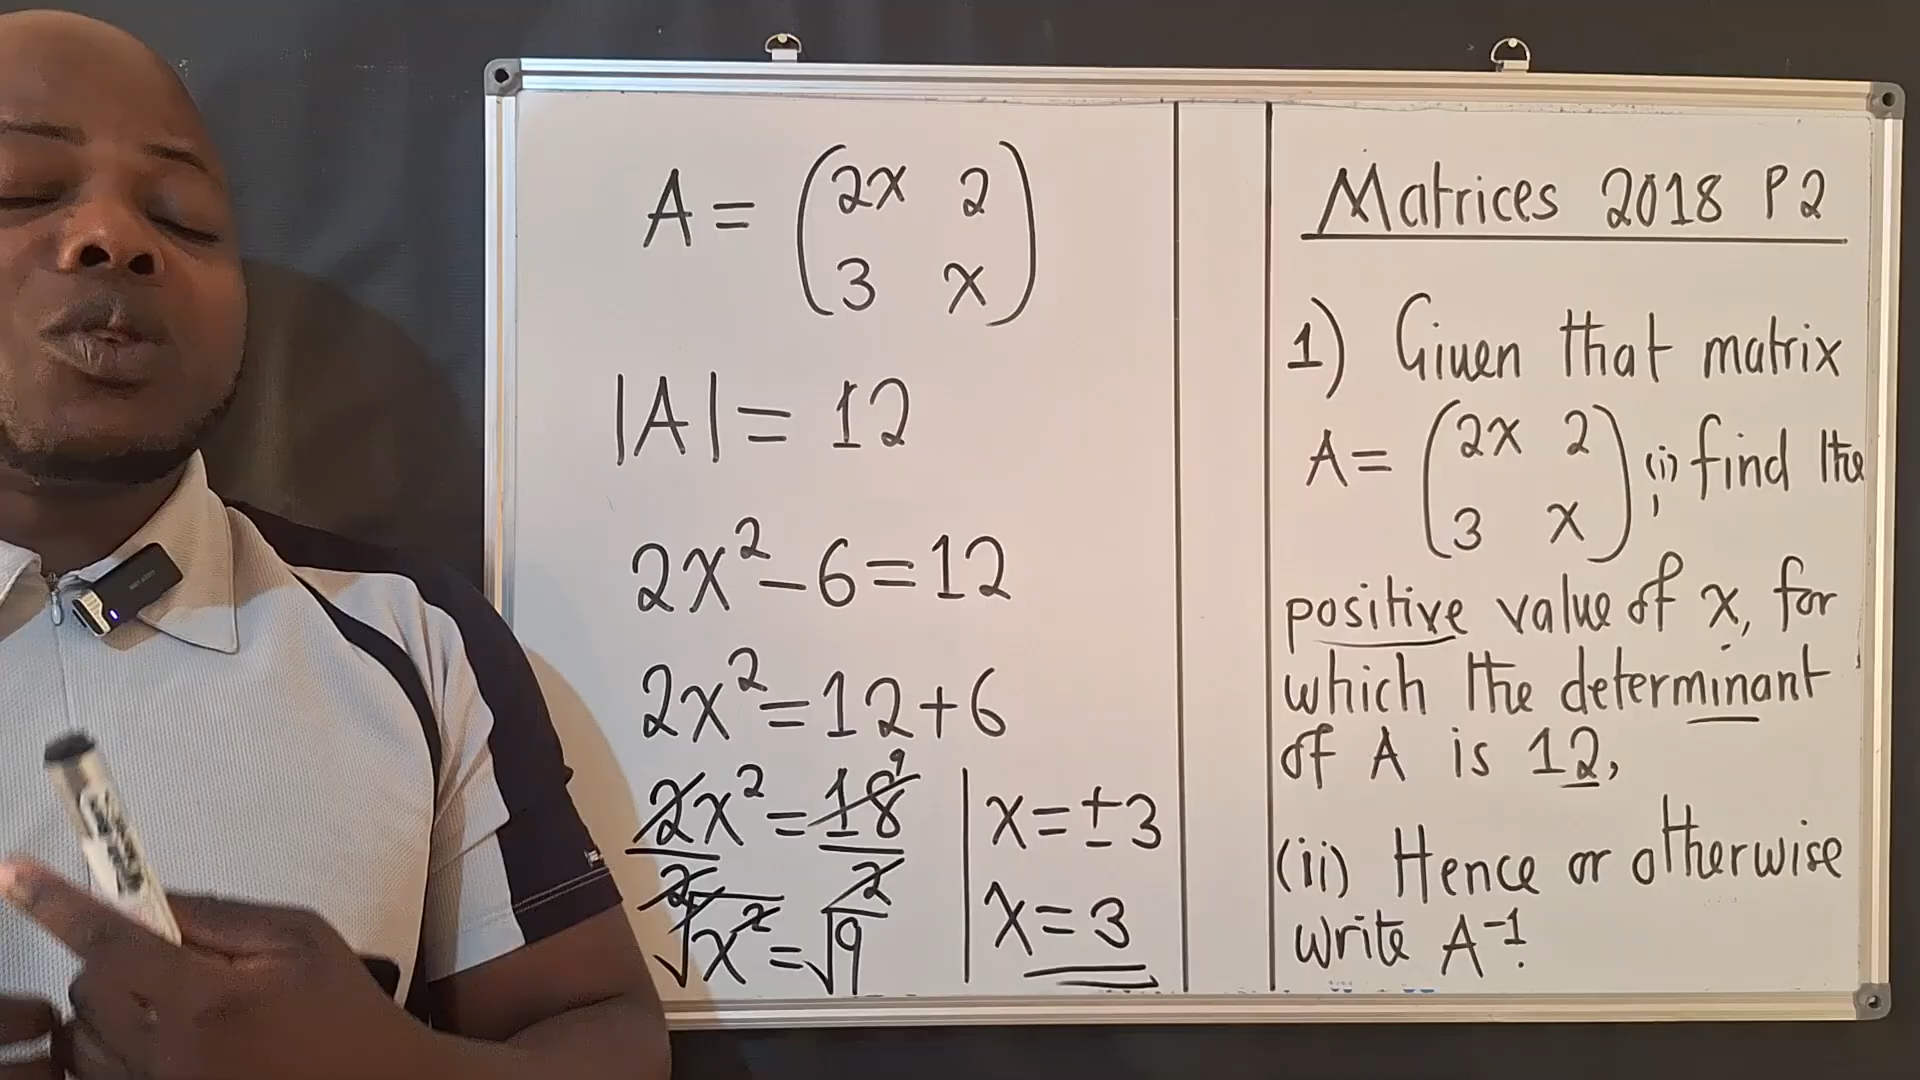 A = (2x 2
3 x)
|A| = 12
2x² - 6 = 12
2x² = 12 + 6
2x² = 18 9
2 2
√x² = √9
x = ± 3
x = 3
Matrices 2018 P2
1) Given that matrix
A = (2x 2
3 x), (i) find the
positive value of x, for
which the determinant
of A is 12,
(ii) Hence or otherwise
write A⁻¹.